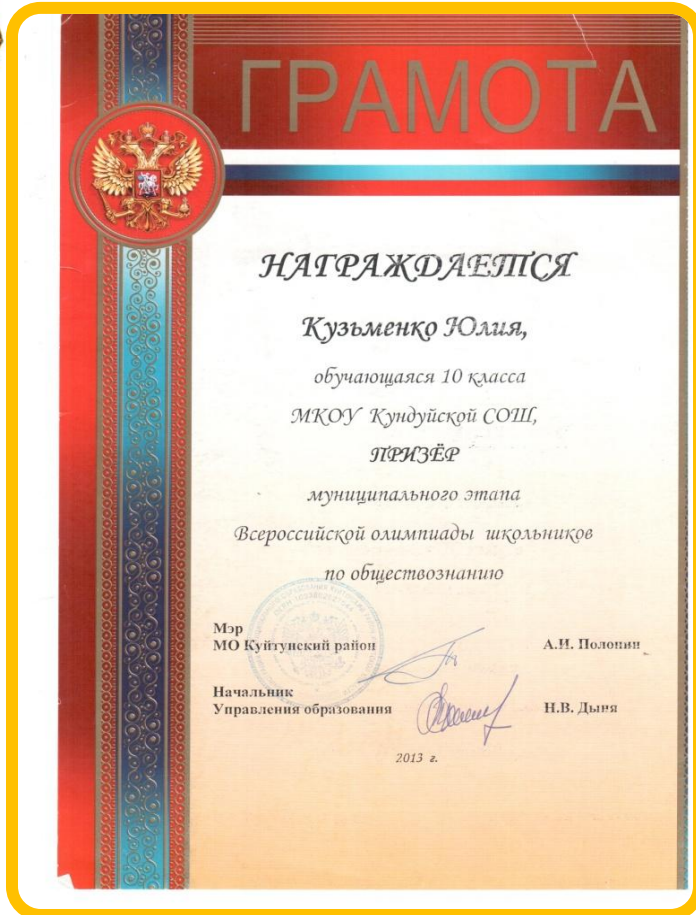 ГРАМОТА
НАГРАЖДАЕТСЯ
Кузьменко Юлия,
обучающаяся 10 класса
МКОУ Кундуйской СОШ,
ПРИЗЁР
муниципального этапа
Всероссийской олимпиады школьников
по обществознанию
Мэр
МО Куйтунский район А.И. Полонин
Начальник
Управления образования Н.В. Дыня
2013 г.